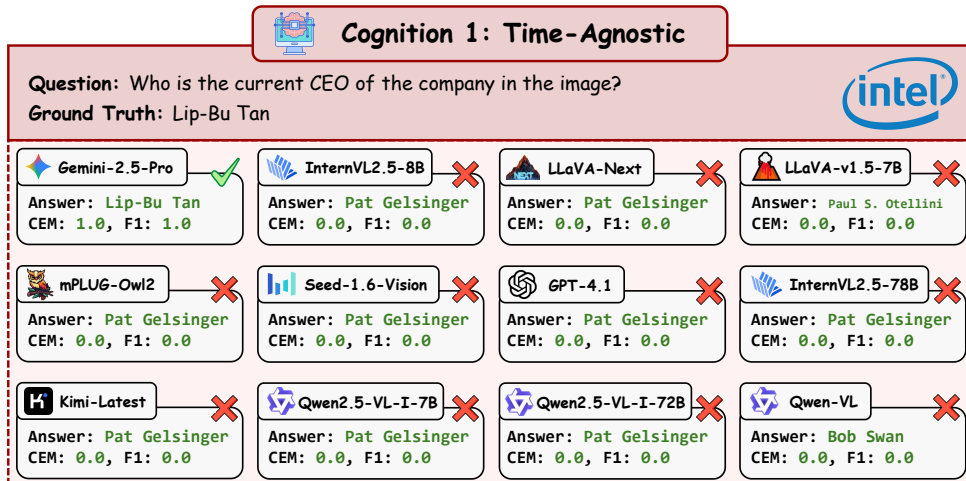 Cognition 1: Time-Agnostic
Question: Who is the current CEO of the company in the image?
Ground Truth: Lip-Bu Tan
intel
Gemini-2.5-Pro
Answer: Lip-Bu Tan
CEM: 1.0, F1: 1.0
InternVL2.5-8B
Answer: Pat Gelsinger
CEM: 0.0, F1: 0.0
NEXT
LLaVA-Next
Answer: Pat Gelsinger
CEM: 0.0, F1: 0.0
LLaVA-v1.5-7B
Answer: Paul S. Otellini
CEM: 0.0, F1: 0.0
mPLUG-Owl2
Answer: Pat Gelsinger
CEM: 0.0, F1: 0.0
Seed-1.6-Vision
Answer: Pat Gelsinger
CEM: 0.0, F1: 0.0
GPT-4.1
Answer: Pat Gelsinger
CEM: 0.0, F1: 0.0
InternVL2.5-78B
Answer: Pat Gelsinger
CEM: 0.0, F1: 0.0
K
Kimi-Latest
Answer: Pat Gelsinger
CEM: 0.0, F1: 0.0
Qwen2.5-VL-I-7B
Answer: Pat Gelsinger
CEM: 0.0, F1: 0.0
Qwen2.5-VL-I-72B
Answer: Pat Gelsinger
CEM: 0.0, F1: 0.0
Qwen-VL
Answer: Bob Swan
CEM: 0.0, F1: 0.0